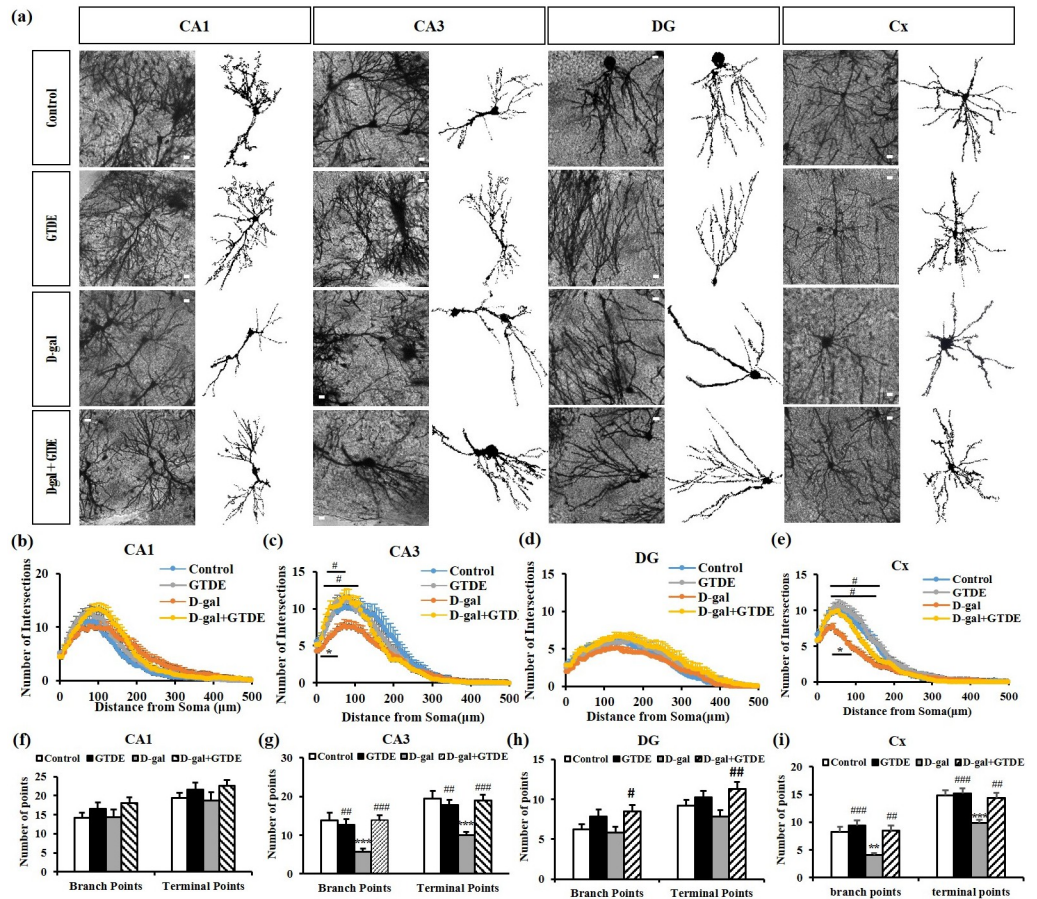 (a)
CA1
CA3
DG
Cx
Control
GTDE
D-gal
D-gal + GTDE
(b)
CA1
Number of Intersections
20
10
0
0
100
200
300
400
500
Distance from Soma (μm)
Control
GTDE
D-gal
D-gal+GTDE
(c)
CA3
Number of Intersections
15
10
5
0
0
100
200
300
400
500
Distance from Soma(μm)
#
#
*
Control
GTDE
D-gal
D-gal+GTD
(d)
DG
Number of Intersections
15
10
5
0
0
100
200
300
400
500
Distance from Soma(μm)
Control
GTDE
D-gal
D-gal+GTDE
(e)
Cx
Number of Intersections
15
10
5
0
0
100
200
300
400
500
Distance from Soma(μm)
#
#
*
Control
GTDE
D-gal
D-gal+GTDE
(f)
CA1
Control GTDE D-gal D-gal+GTDE
Number of points
25
20
15
10
5
0
Branch Points
Terminal Points
(g)
CA3
Control GTDE D-gal D-gal+GTDE
Number of points
30
20
10
0
## ### ## ###
*** ***
Branch Points
Terminal Points
(h)
DG
Control GTDE D-gal D-gal+GTDE
Number of points
15
10
5
0
# ##
Branch Points
Terminal Points
(i)
Cx
Control GTDE D-gal D-gal+GTDE
Number of points
20
15
10
5
0
### ## ### ##
** ***
branch points
terminal points